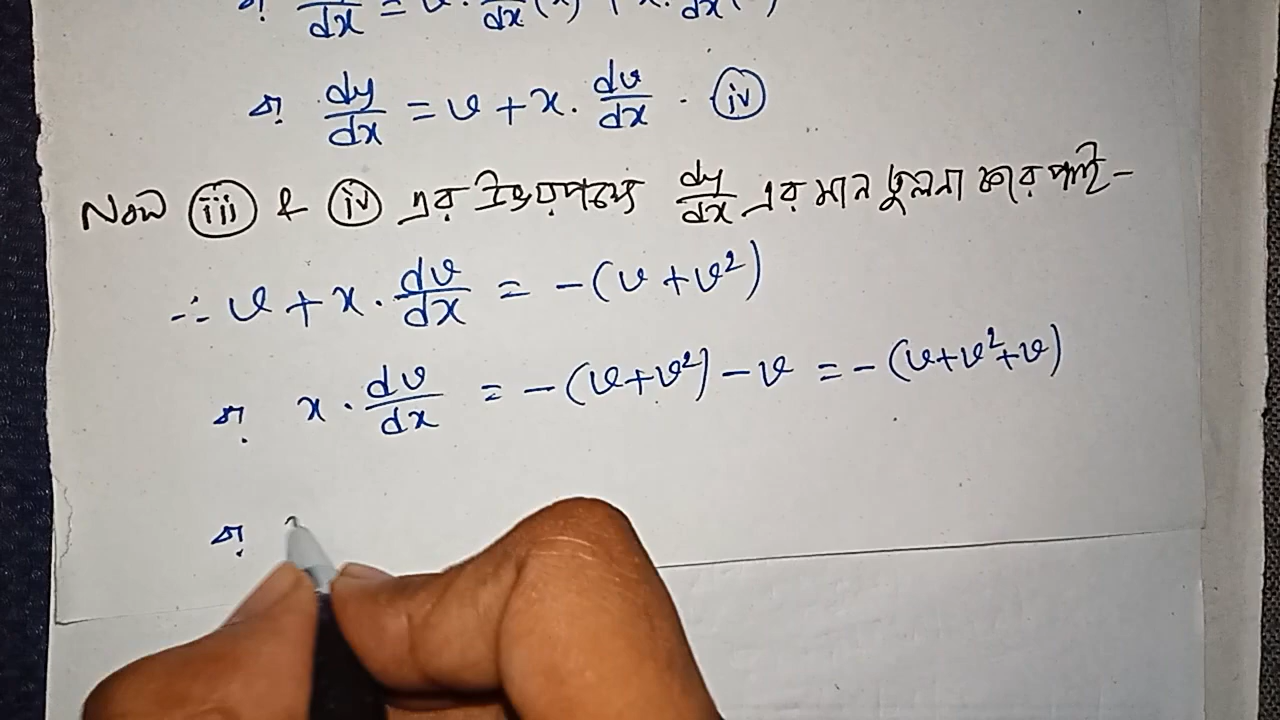 বা, dy/dx = v + x. dv/dx . (iv)
Now (iii) & (iv) এর উভয়পক্ষে dy/dx এর মান তুলনা করে পাই-
∴ v + x. dv/dx = -(v + v²)
বা, x. dv/dx = -(v+v²) - v = -(v+v²+v)
বা,